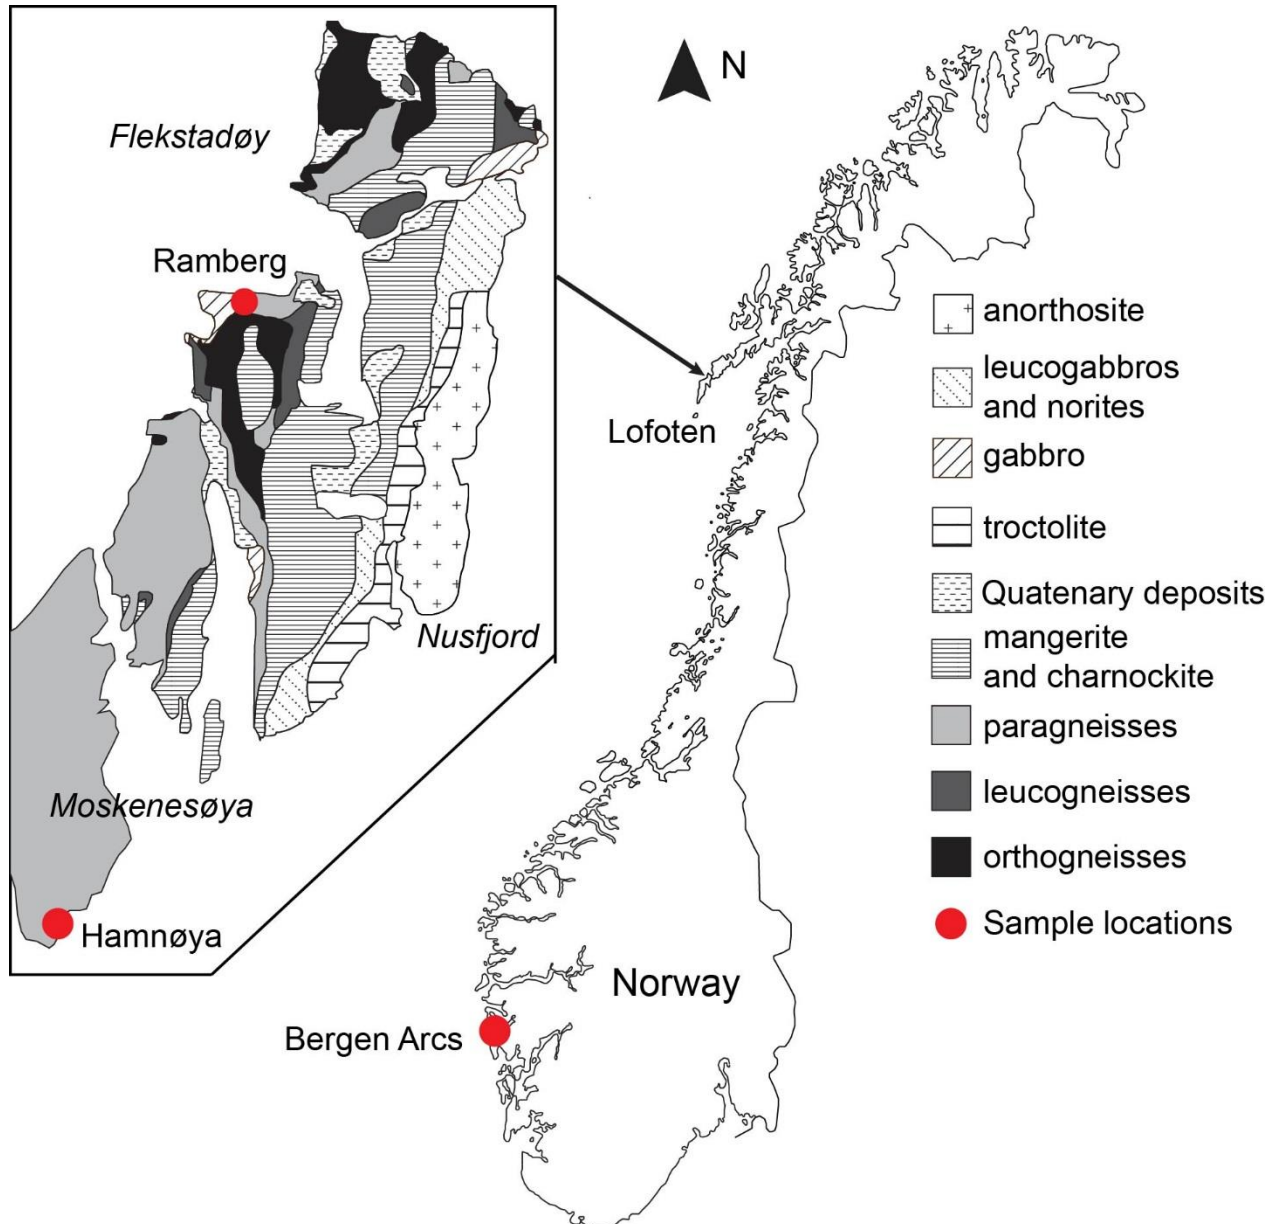 N
Flekstadøy
Ramberg
Nusfjord
Moskenesøya
Hamnøya
Lofoten
Norway
Bergen Arcs
anorthosite
leucogabbros
and norites
gabbro
troctolite
Quatenary deposits
mangerite
and charnockite
paragneisses
leucogneisses
orthogneisses
Sample locations